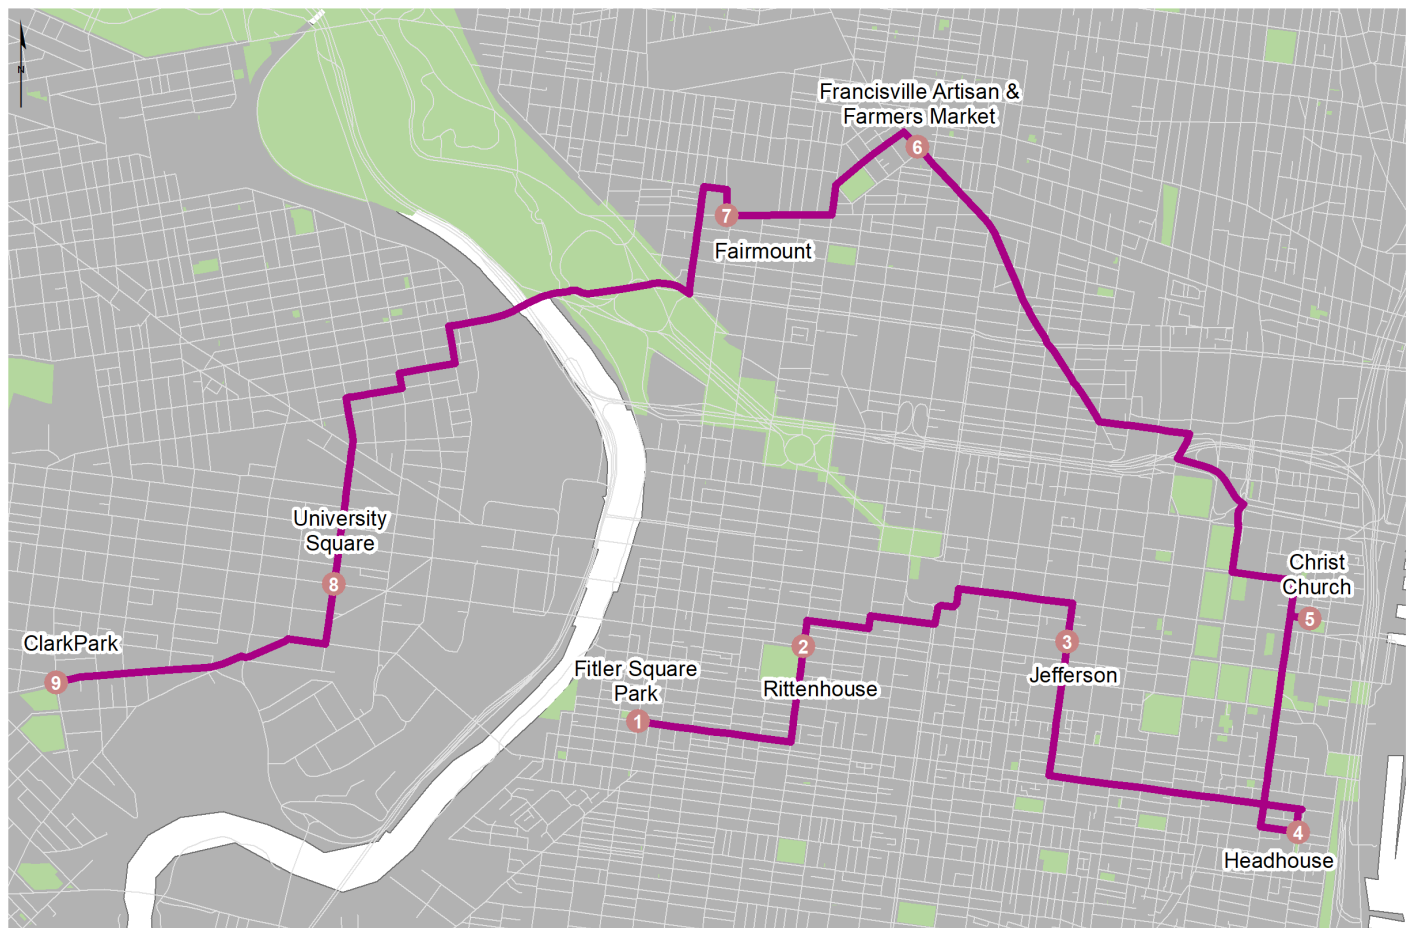 N
Francisville Artisan &
Farmers Market
6
7
Fairmount
University
Square
8
Christ
Church
5
ClarkPark
9
2
Rittenhouse
3
Jefferson
Fitler Square
Park
1
4
Headhouse